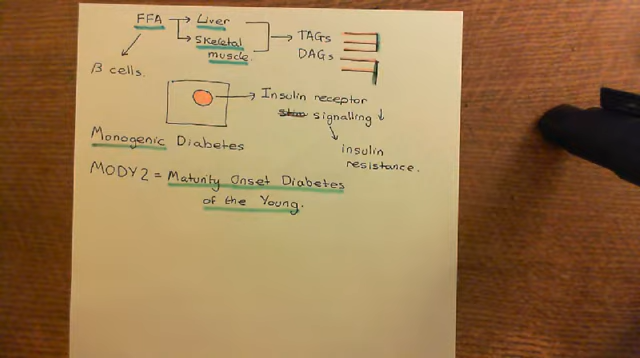 FFA → Liver
→ Skeletal muscle.
→ TAGs
DAGs
β cells.
→ Insulin receptor
signalling ↓
insulin
resistance.
Monogenic Diabetes
MODY2 = Maturity Onset Diabetes
of the Young.